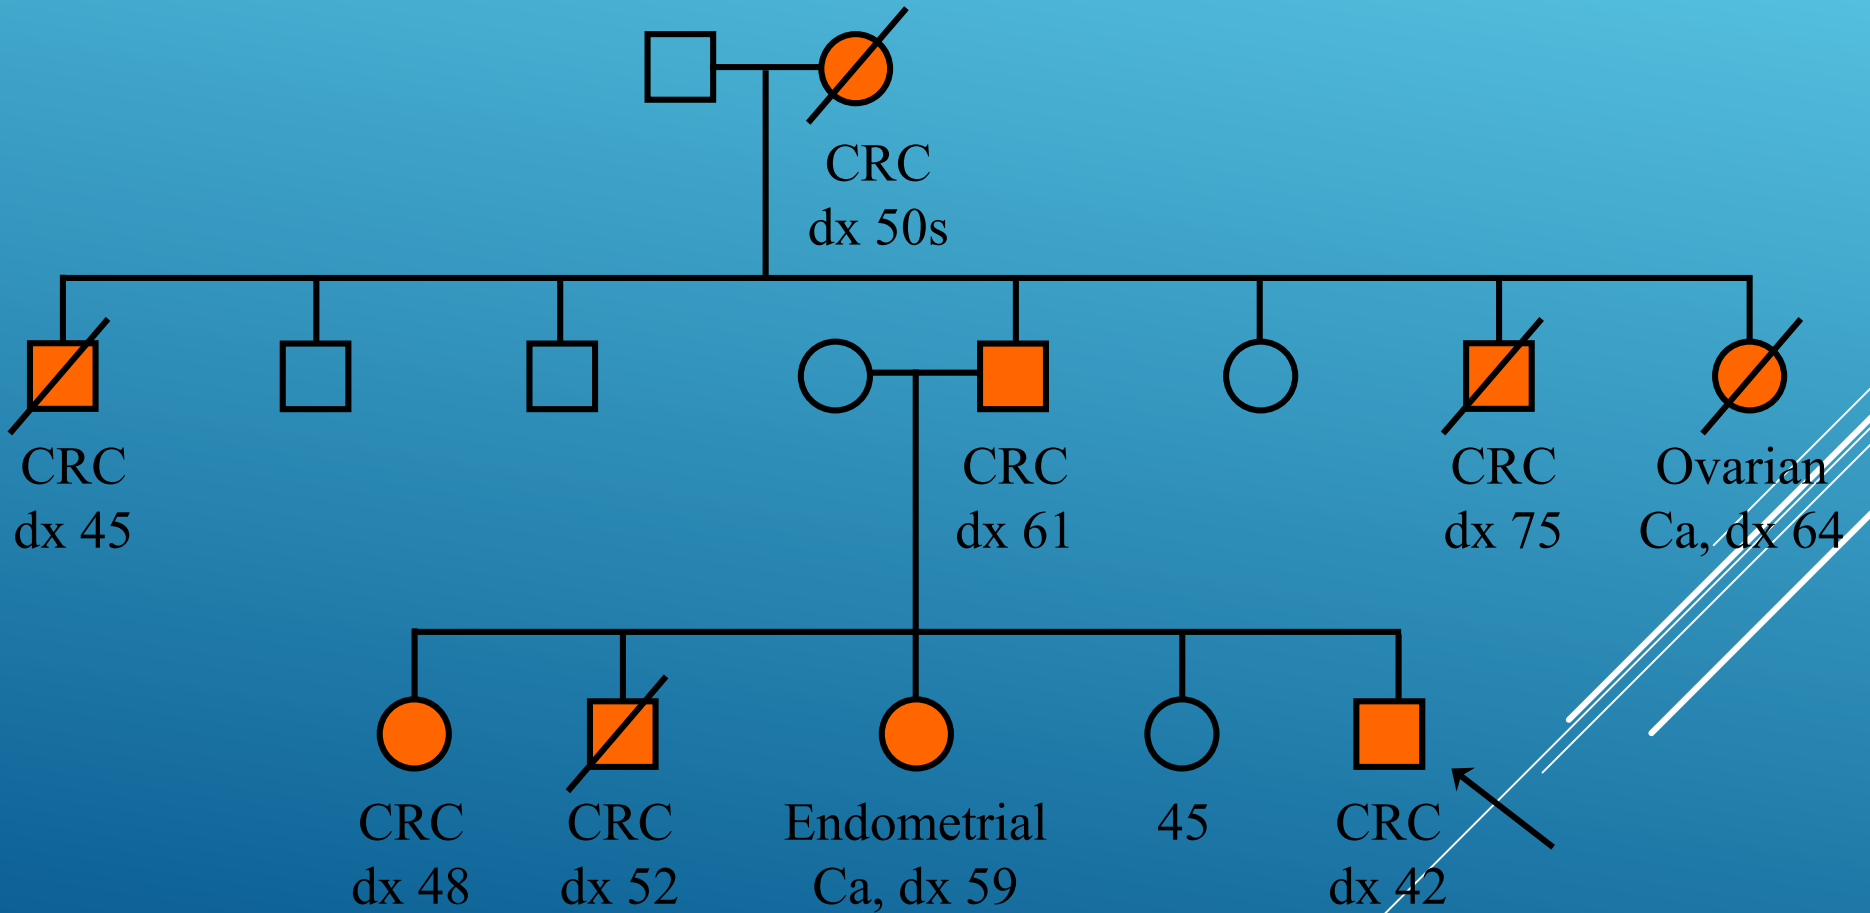 CRC
dx 50s
CRC
dx 45
CRC
dx 61
CRC
dx 75
Ovarian
Ca, dx 64
CRC
dx 48
CRC
dx 52
Endometrial
Ca, dx 59
45
CRC
dx 42